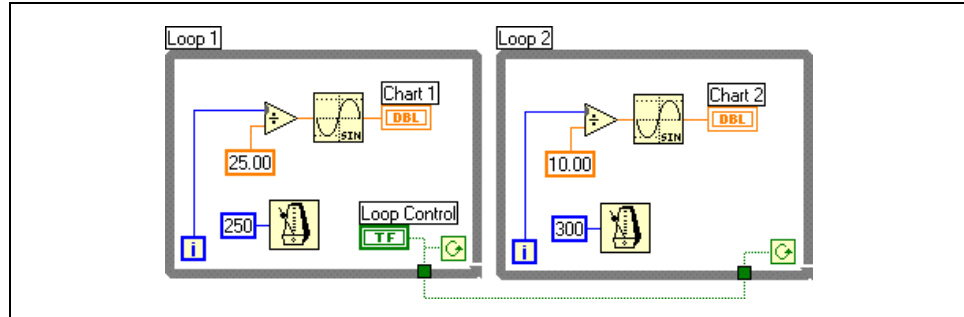 Loop 1
Loop 2
Chart 1
DBL
SIN
25.00
250
Loop Control
TF
i
Chart 2
DBL
SIN
10.00
300
i